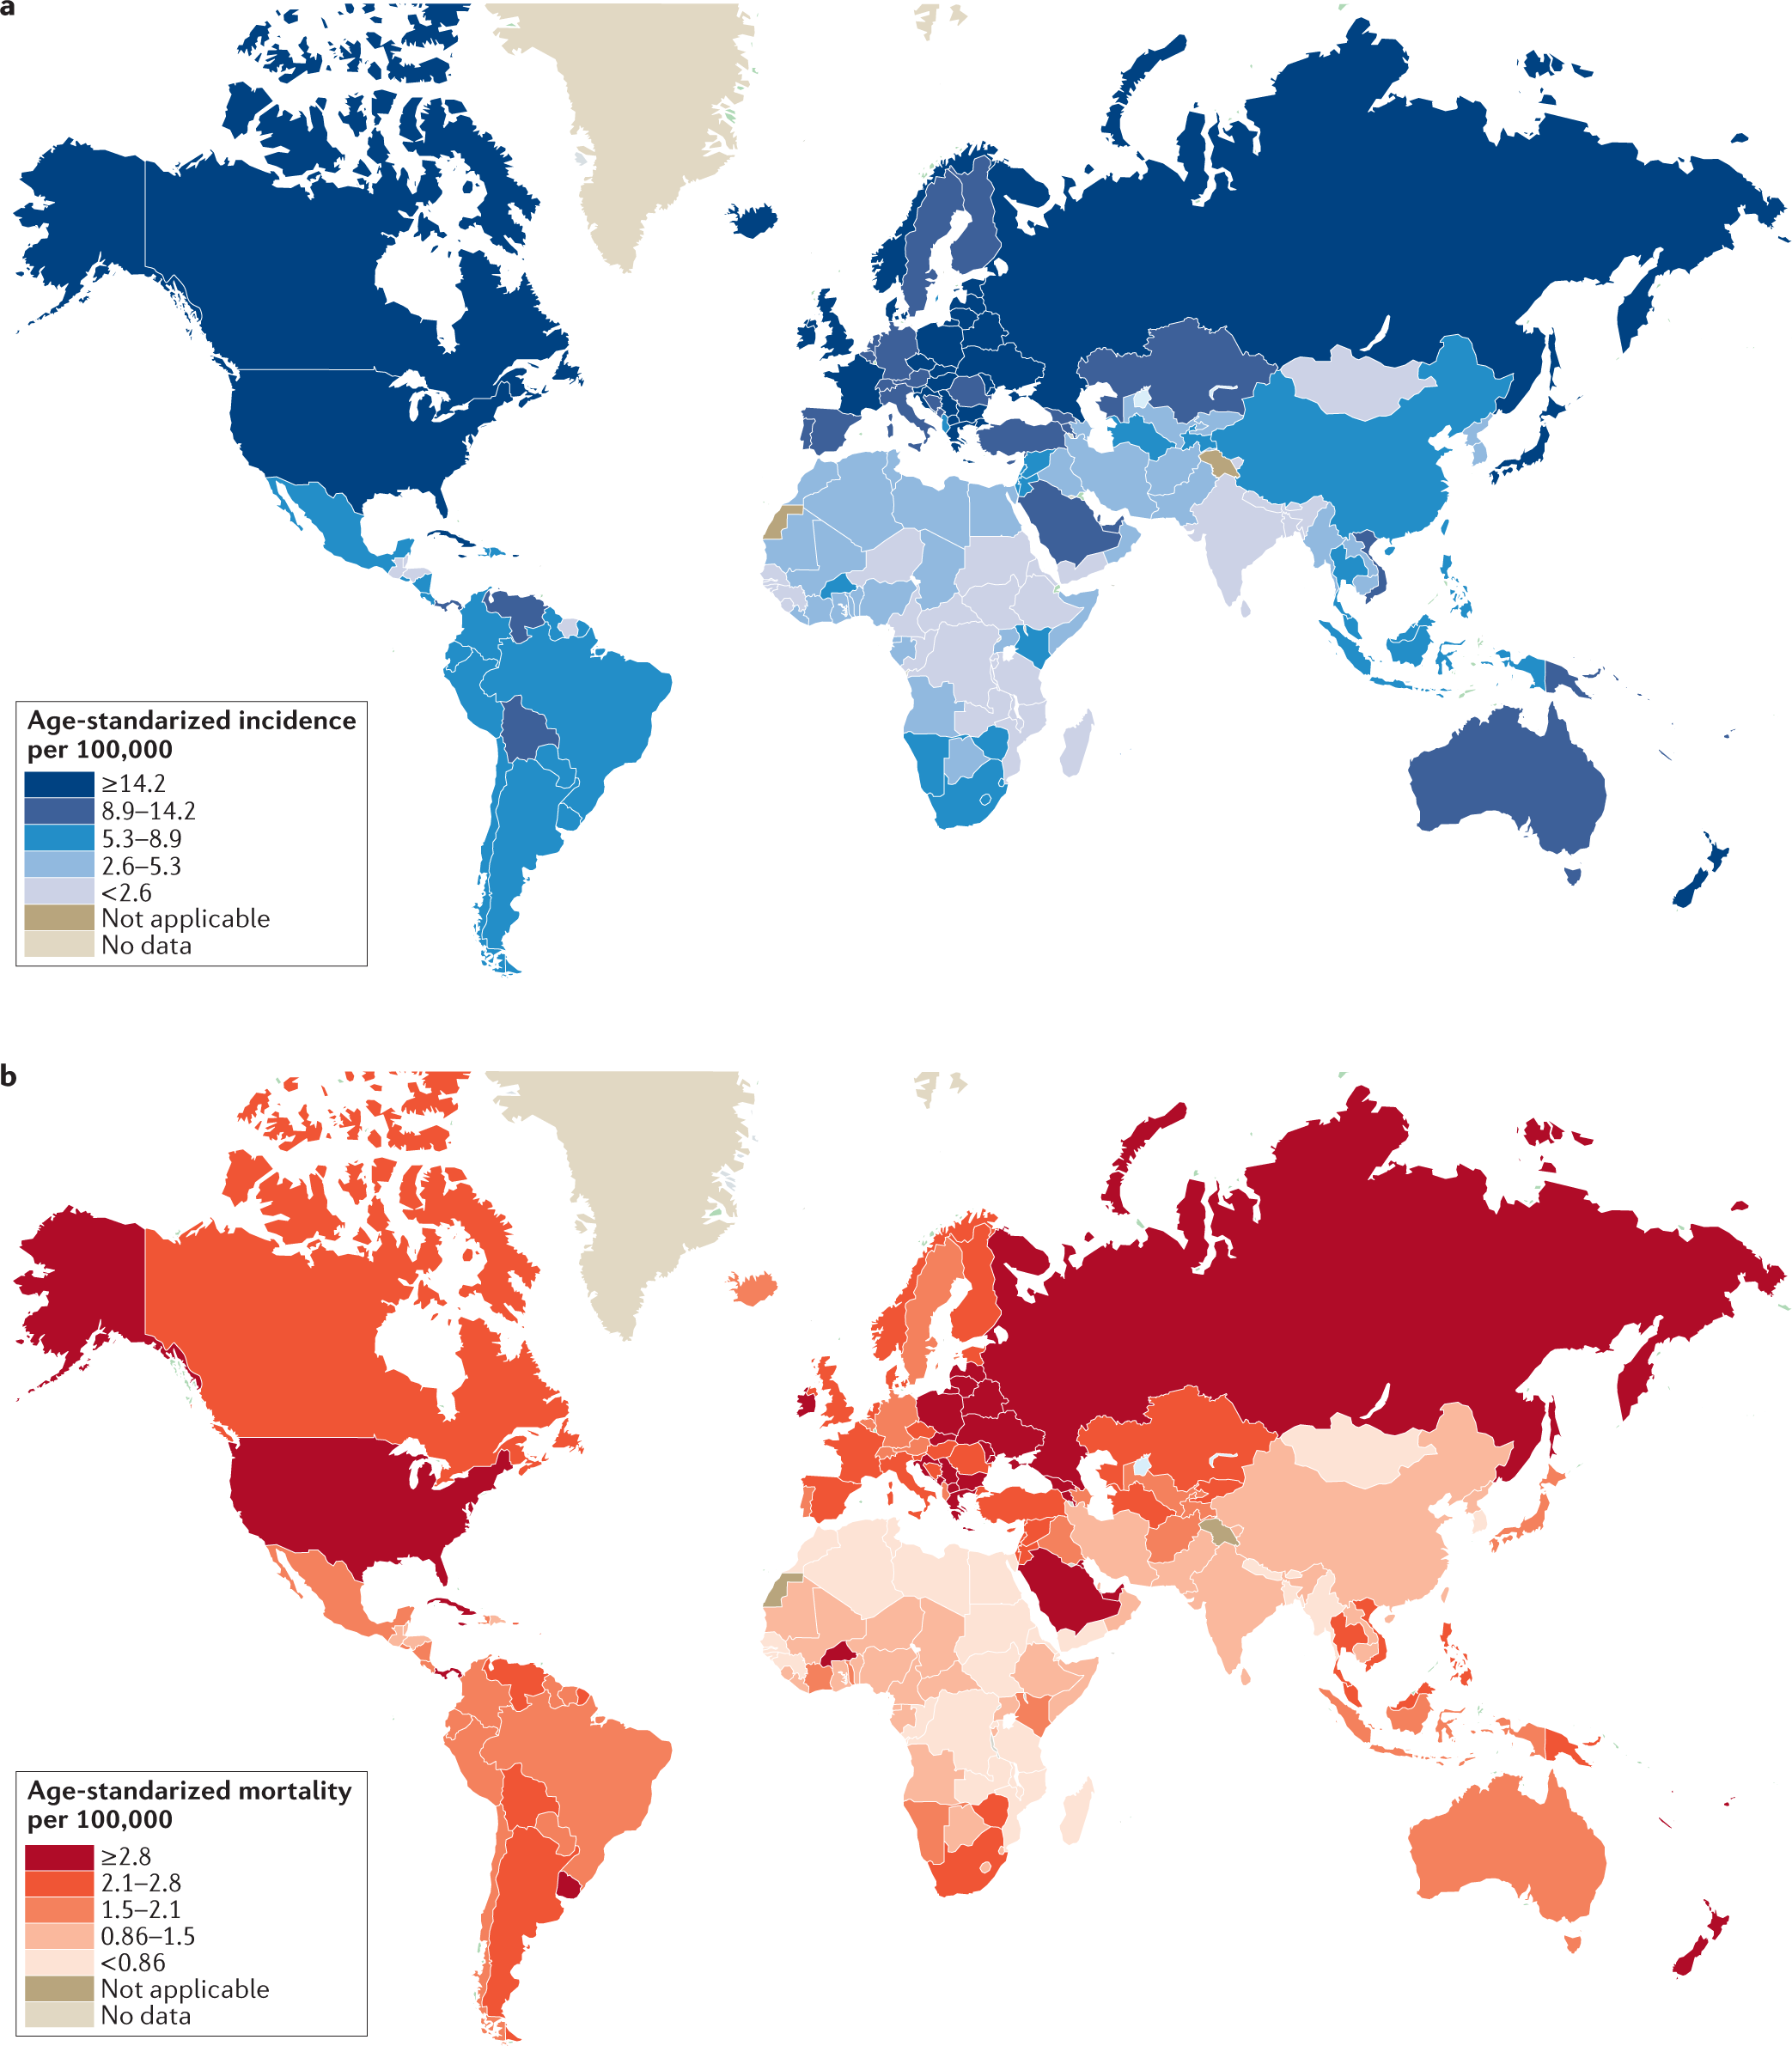 a
Age-standarized incidence
per 100,000
≥14.2
8.9–14.2
5.3–8.9
2.6–5.3
<2.6
Not applicable
No data
b
Age-standarized mortality
per 100,000
≥2.8
2.1–2.8
1.5–2.1
0.86–1.5
<0.86
Not applicable
No data